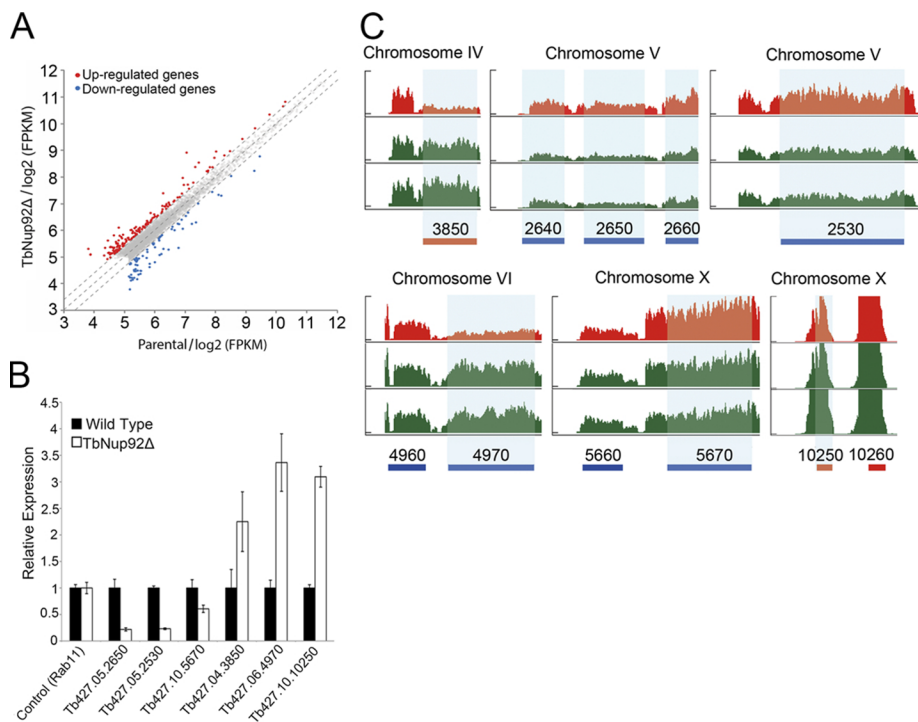 A
TbNup92Δ/log2 (FPKM)
12
11
10
9
8
7
6
5
4
3
Up-regulated genes
Down-regulated genes
3 4 5 6 7 8 9 10 11 12
Parental/log2 (FPKM)
B
Relative Expression
4.5
4
3.5
3
2.5
2
1.5
1
0.5
0
Wild Type
TbNup92Δ
Control (Rab11)
Tb427.05.2650
Tb427.05.2530
Tb427.10.5670
Tb427.04.3850
Tb427.06.4970
Tb427.10.10250
C
Chromosome IV
Chromosome V
Chromosome V
3850
2640 2650 2660
2530
Chromosome VI
Chromosome X
Chromosome X
4960 4970
5660 5670
10250 10260